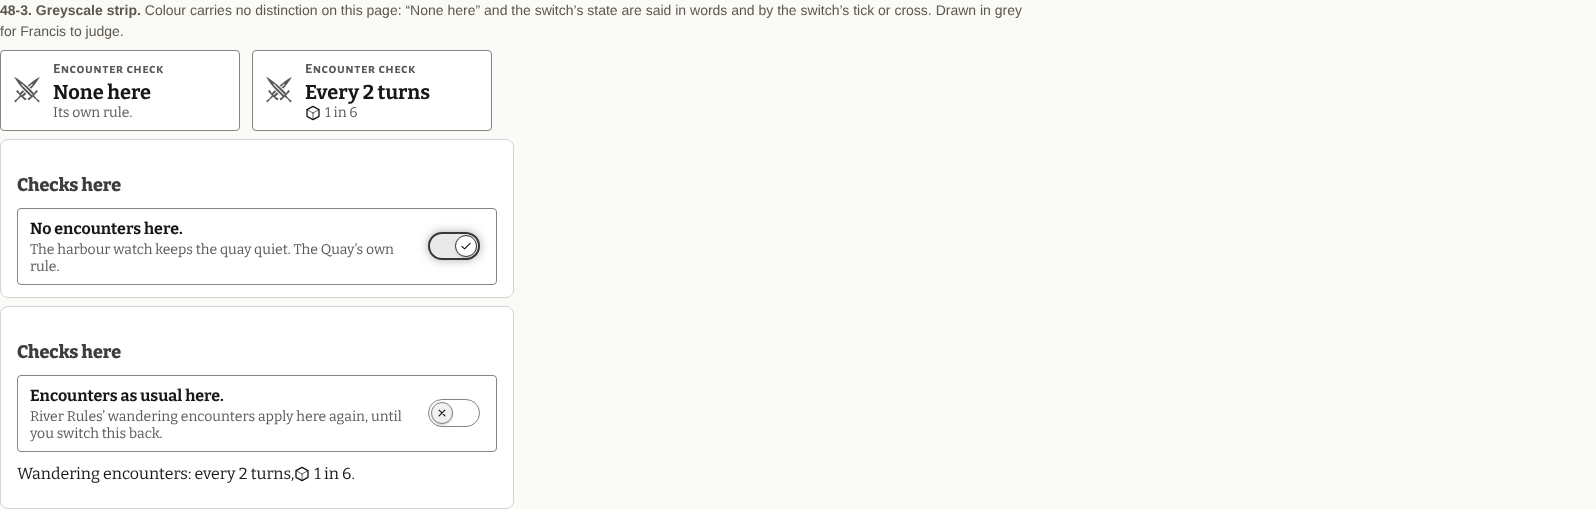 48-3. Greyscale strip. Colour carries no distinction on this page: “None here” and the switch’s state are said in words and by the switch’s tick or cross. Drawn in grey
for Francis to judge.
Encounter check
None here
Its own rule.
Encounter check
Every 2 turns
1 in 6
Checks here
No encounters here.
The harbour watch keeps the quay quiet. The Quay’s own
rule.
Checks here
Encounters as usual here.
River Rules’ wandering encounters apply here again, until
you switch this back.
Wandering encounters: every 2 turns, 1 in 6.